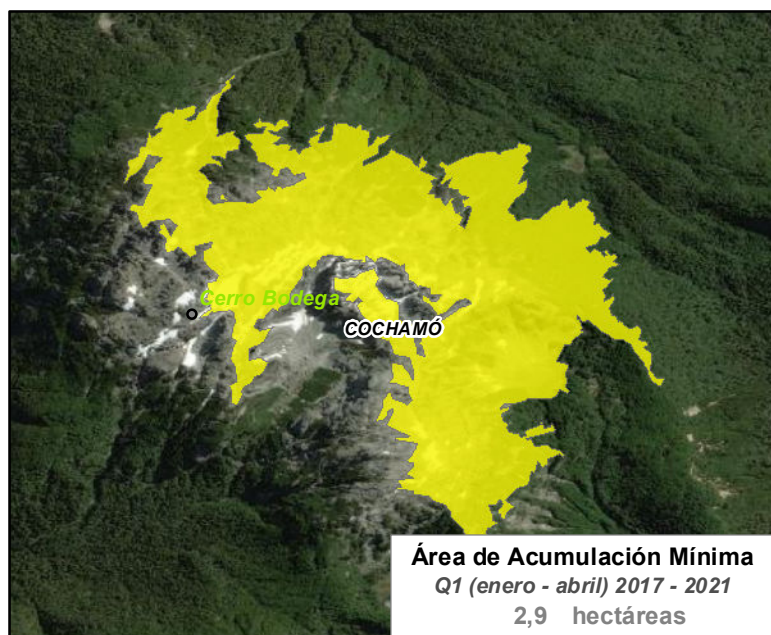 Cerro Bodega
COCHAMÓ
Área de Acumulación Mínima
Q1 (enero - abril) 2017 - 2021
2,9 hectáreas